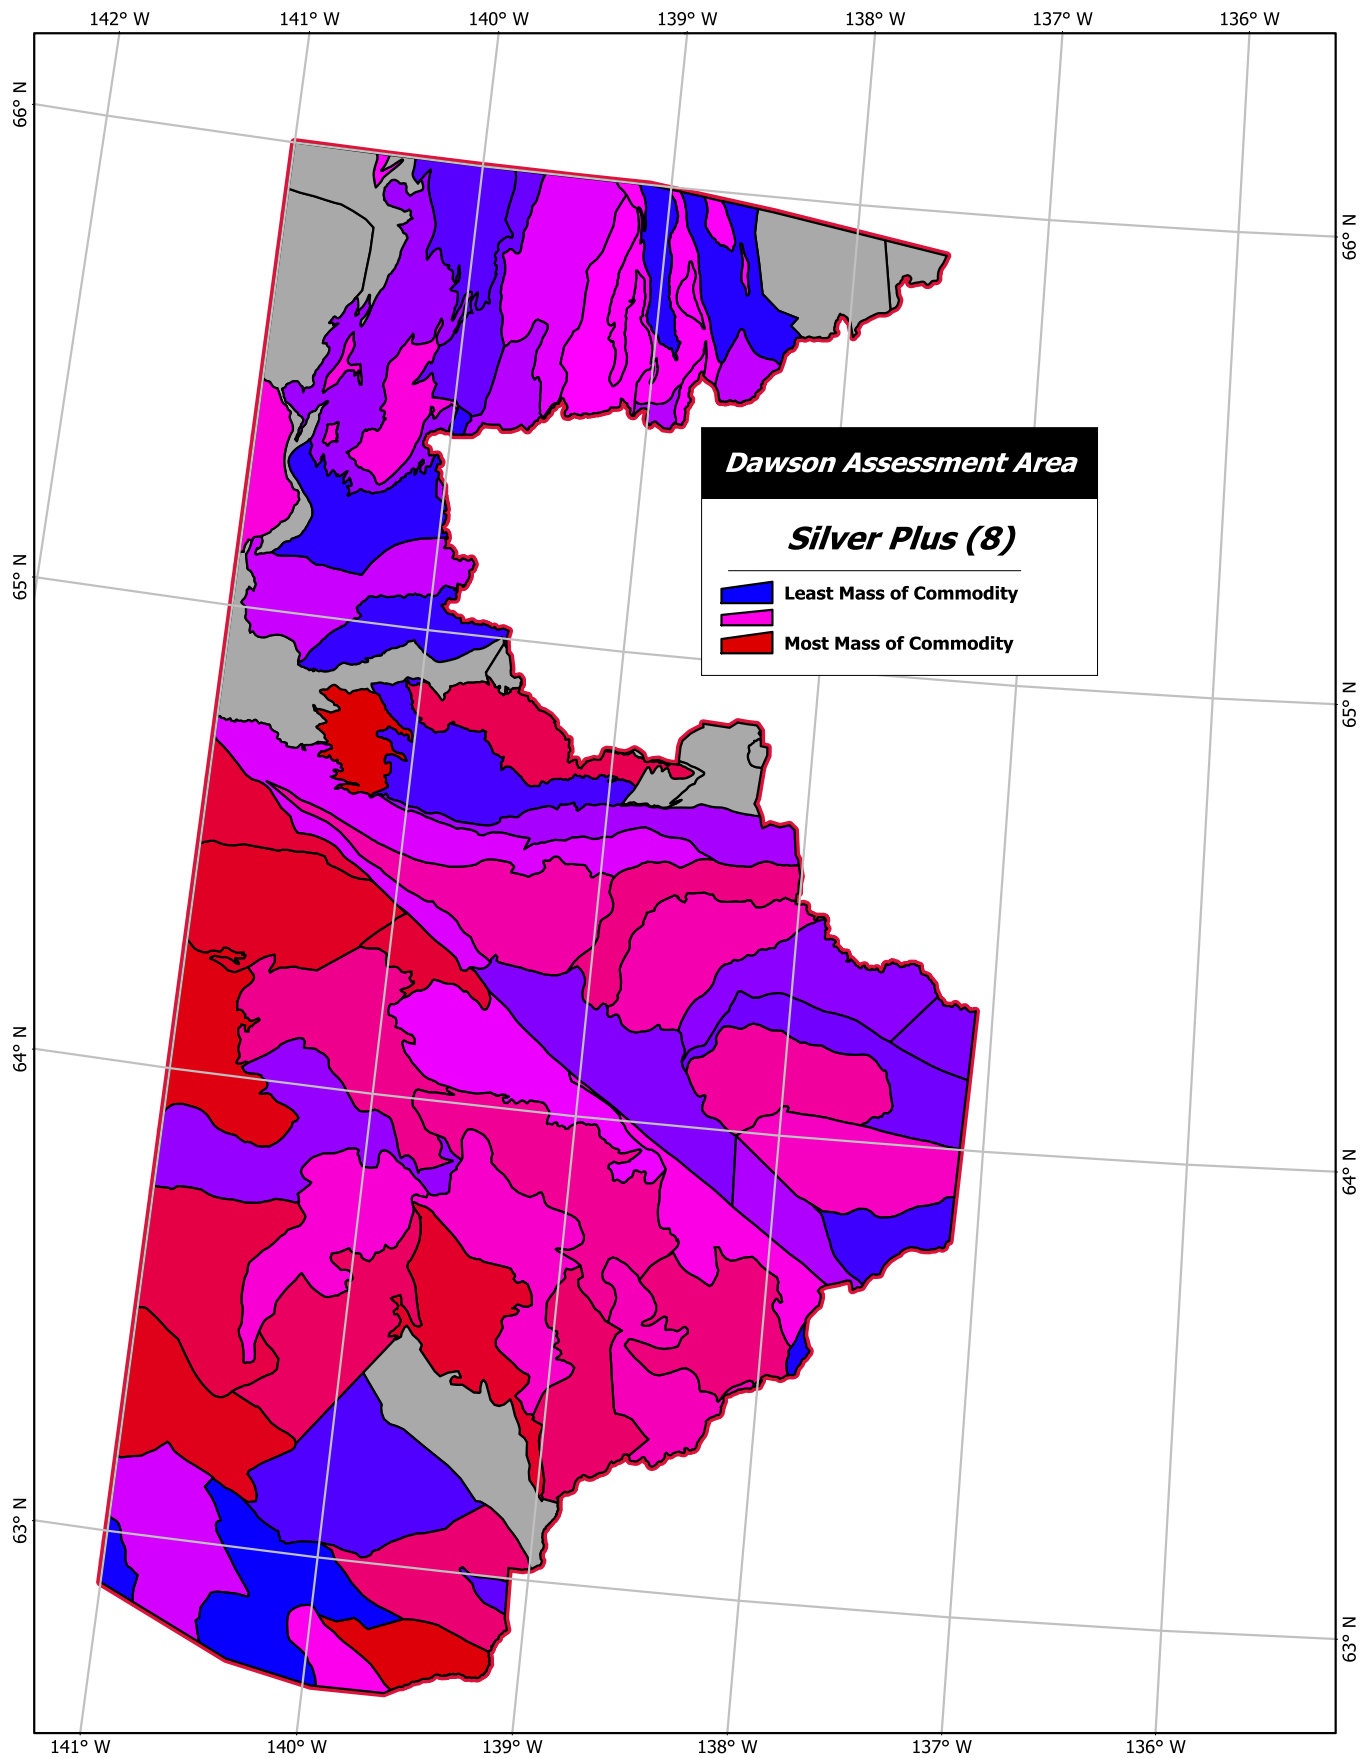 142° W 141° W 140° W 139° W 138° W 137° W 136° W
66° N
66° N
Dawson Assessment Area
Silver Plus (8)
65° N
Least Mass of Commodity
Most Mass of Commodity
65° N
64° N
64° N
63° N
63° N
141° W 140° W 139° W 138° W 137° W 136° W